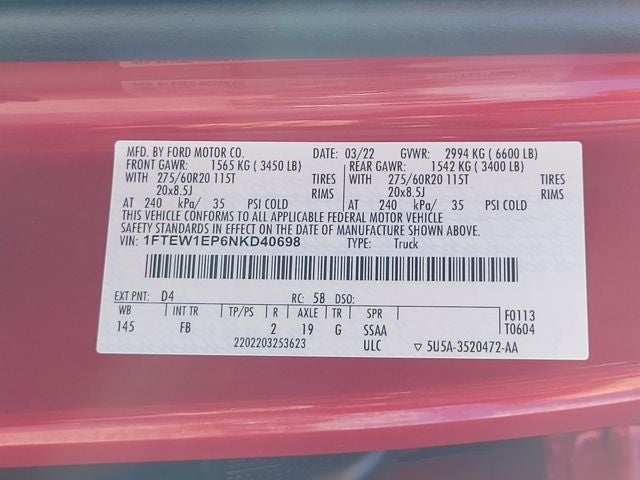 MFD. BY FORD MOTOR CO. DATE: 03/22 GVWR: 2994 KG ( 6600 LB)
FRONT GAWR: 1565 KG ( 3450 LB) REAR GAWR: 1542 KG ( 3400 LB)
WITH 275/60R20 115T TIRES WITH 275/60R20 115T TIRES
20x8.5J RIMS 20x8.5J RIMS
AT 240 kPa/ 35 PSI COLD AT 240 kPa/ 35 PSI COLD
THIS VEHICLE CONFORMS TO ALL APPLICABLE FEDERAL MOTOR VEHICLE
SAFETY STANDARDS IN EFFECT ON THE DATE OF MANUFACTURE SHOWN ABOVE.
VIN: 1FTEW1EP6NKD40698 TYPE: Truck
EXT PNT: D4 RC: 58 DSO:
WB INT TR TP/PS R AXLE TR SPR F0113
145 FB 2 19 G SSAA T0604
2202203253623 ULC ▽ 5U5A-3520472-AA